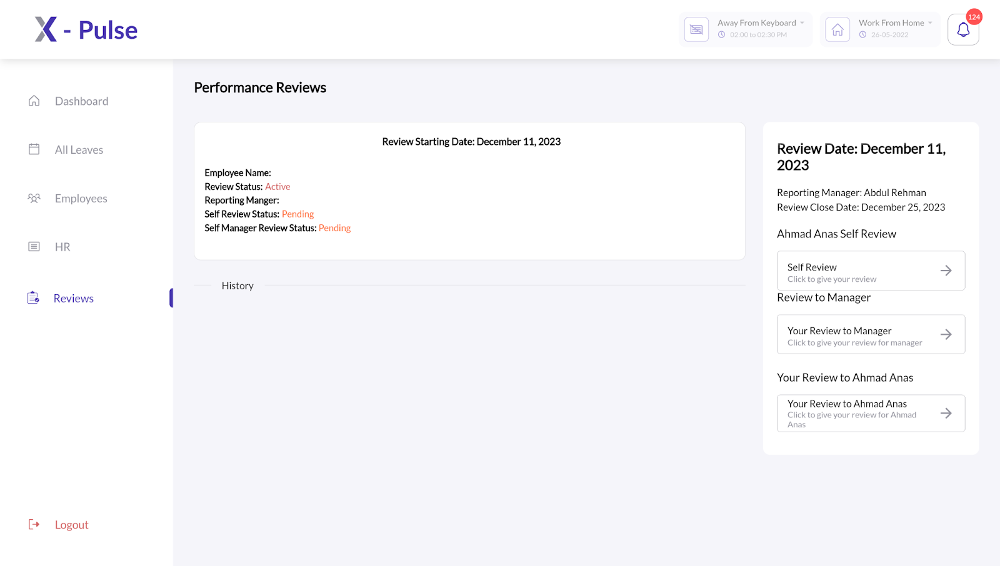 X - Pulse
Away From Keyboard
02:00 to 02:30 PM
Work From Home
26-05-2022
124
Dashboard
All Leaves
Employees
HR
Reviews
Logout
Performance Reviews
Review Starting Date: December 11, 2023
Employee Name:
Review Status: Active
Reporting Manger:
Self Review Status: Pending
Self Manager Review Status: Pending
History
Review Date: December 11,
2023
Reporting Manager: Abdul Rehman
Review Close Date: December 25, 2023
Ahmad Anas Self Review
Self Review
Click to give your review
Review to Manager
Your Review to Manager
Click to give your review for manager
Your Review to Ahmad Anas
Your Review to Ahmad Anas
Click to give your review for Ahmad
Anas